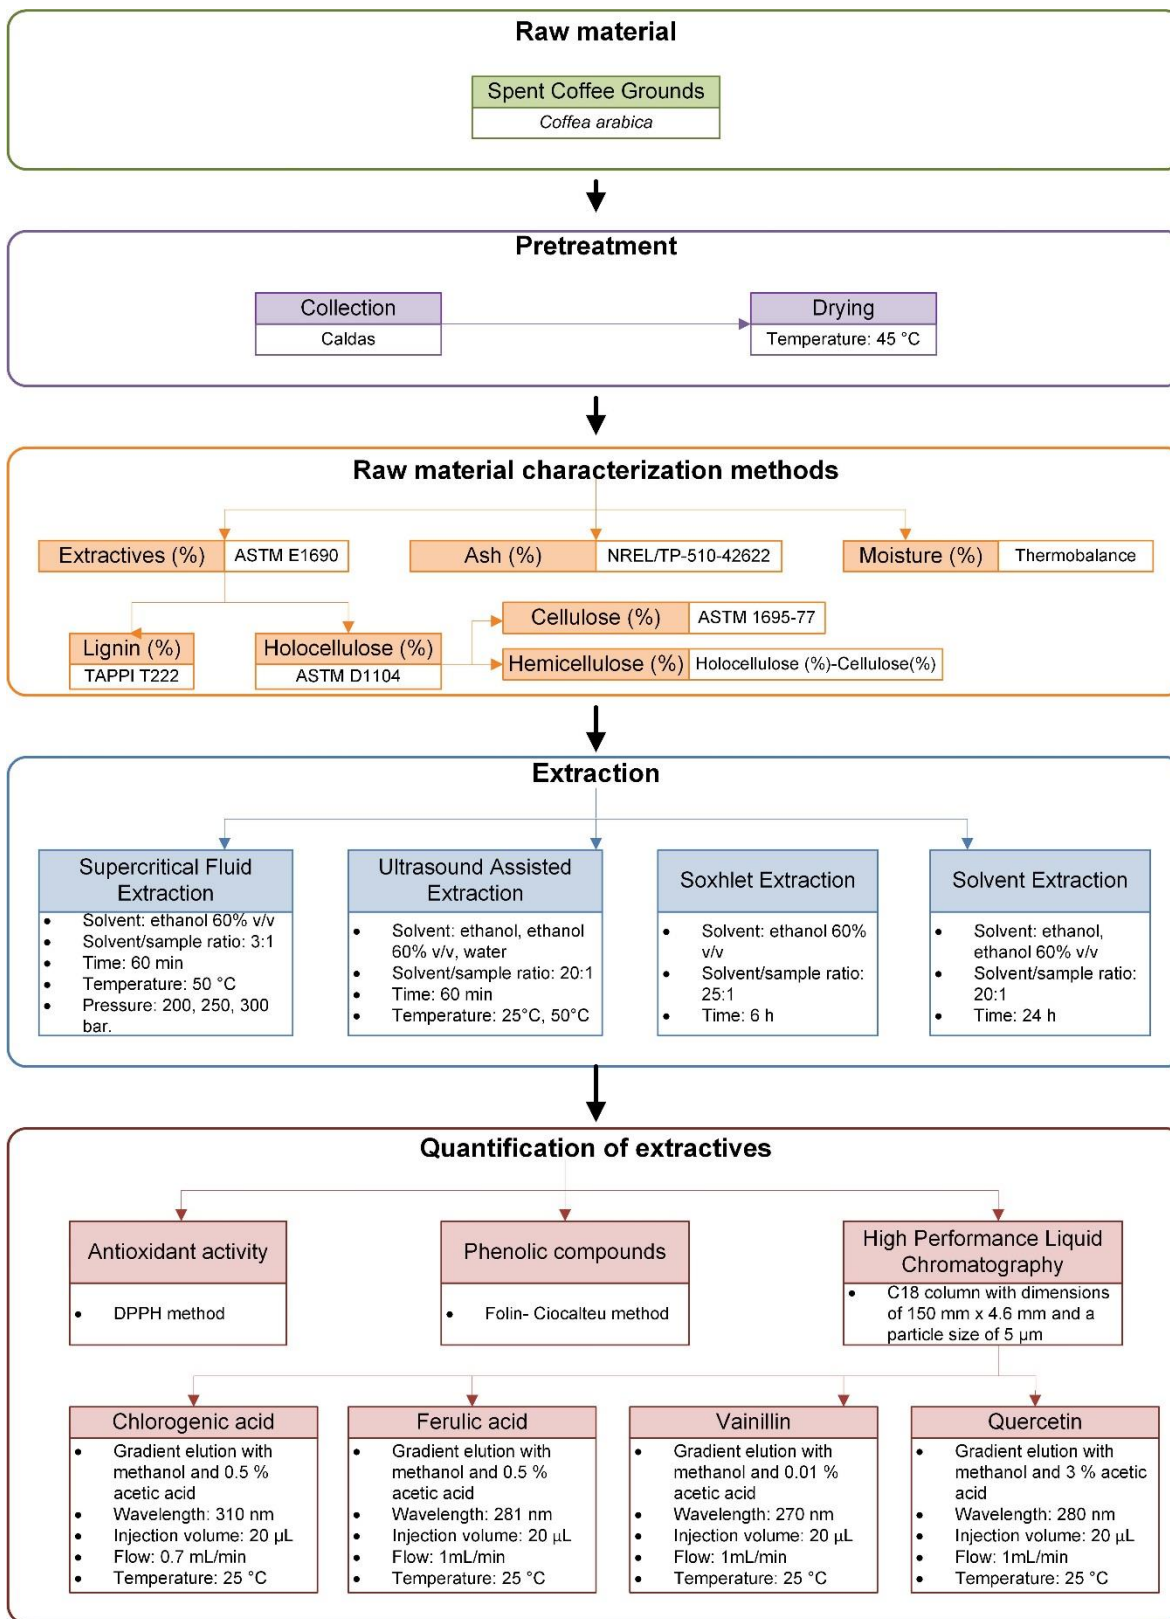 Raw material
Spent Coffee Grounds
Coffea arabica
Pretreatment
Collection
Caldas
Drying
Temperature: 45 °C
Raw material characterization methods
Extractives (%)
ASTM E1690
Ash (%)
NREL/TP-510-42622
Moisture (%)
Thermobalance
Lignin (%)
TAPPI T222
Holocellulose (%)
ASTM D1104
Cellulose (%)
ASTM 1695-77
Hemicellulose (%)
Holocellulose (%)-Cellulose(%)
Extraction
Supercritical Fluid
Extraction
• Solvent: ethanol 60% v/v
• Solvent/sample ratio: 3:1
• Time: 60 min
• Temperature: 50 °C
• Pressure: 200, 250, 300
bar.
Ultrasound Assisted
Extraction
• Solvent: ethanol, ethanol
60% v/v, water
• Solvent/sample ratio: 20:1
• Time: 60 min
• Temperature: 25°C, 50°C
Soxhlet Extraction
• Solvent: ethanol 60%
v/v
• Solvent/sample ratio:
25:1
• Time: 6 h
Solvent Extraction
• Solvent: ethanol,
ethanol 60% v/v
• Solvent/sample ratio:
20:1
• Time: 24 h
Quantification of extractives
Antioxidant activity
• DPPH method
Phenolic compounds
• Folin- Ciocalteu method
High Performance Liquid
Chromatography
• C18 column with dimensions
of 150 mm x 4.6 mm and a
particle size of 5 µm
Chlorogenic acid
• Gradient elution with
methanol and 0.5 %
acetic acid
• Wavelength: 310 nm
• Injection volume: 20 µL
• Flow: 0.7 mL/min
• Temperature: 25 °C
Ferulic acid
• Gradient elution with
methanol and 0.5 %
acetic acid
• Wavelength: 281 nm
• Injection volume: 20 µL
• Flow: 1mL/min
• Temperature: 25 °C
Vainillin
• Gradient elution with
methanol and 0.01 %
acetic acid
• Wavelength: 270 nm
• Injection volume: 20 µL
• Flow: 1mL/min
• Temperature: 25 °C
Quercetin
• Gradient elution with
methanol and 3 % acetic
acid
• Wavelength: 280 nm
• Injection volume: 20 µL
• Flow: 1mL/min
• Temperature: 25 °C